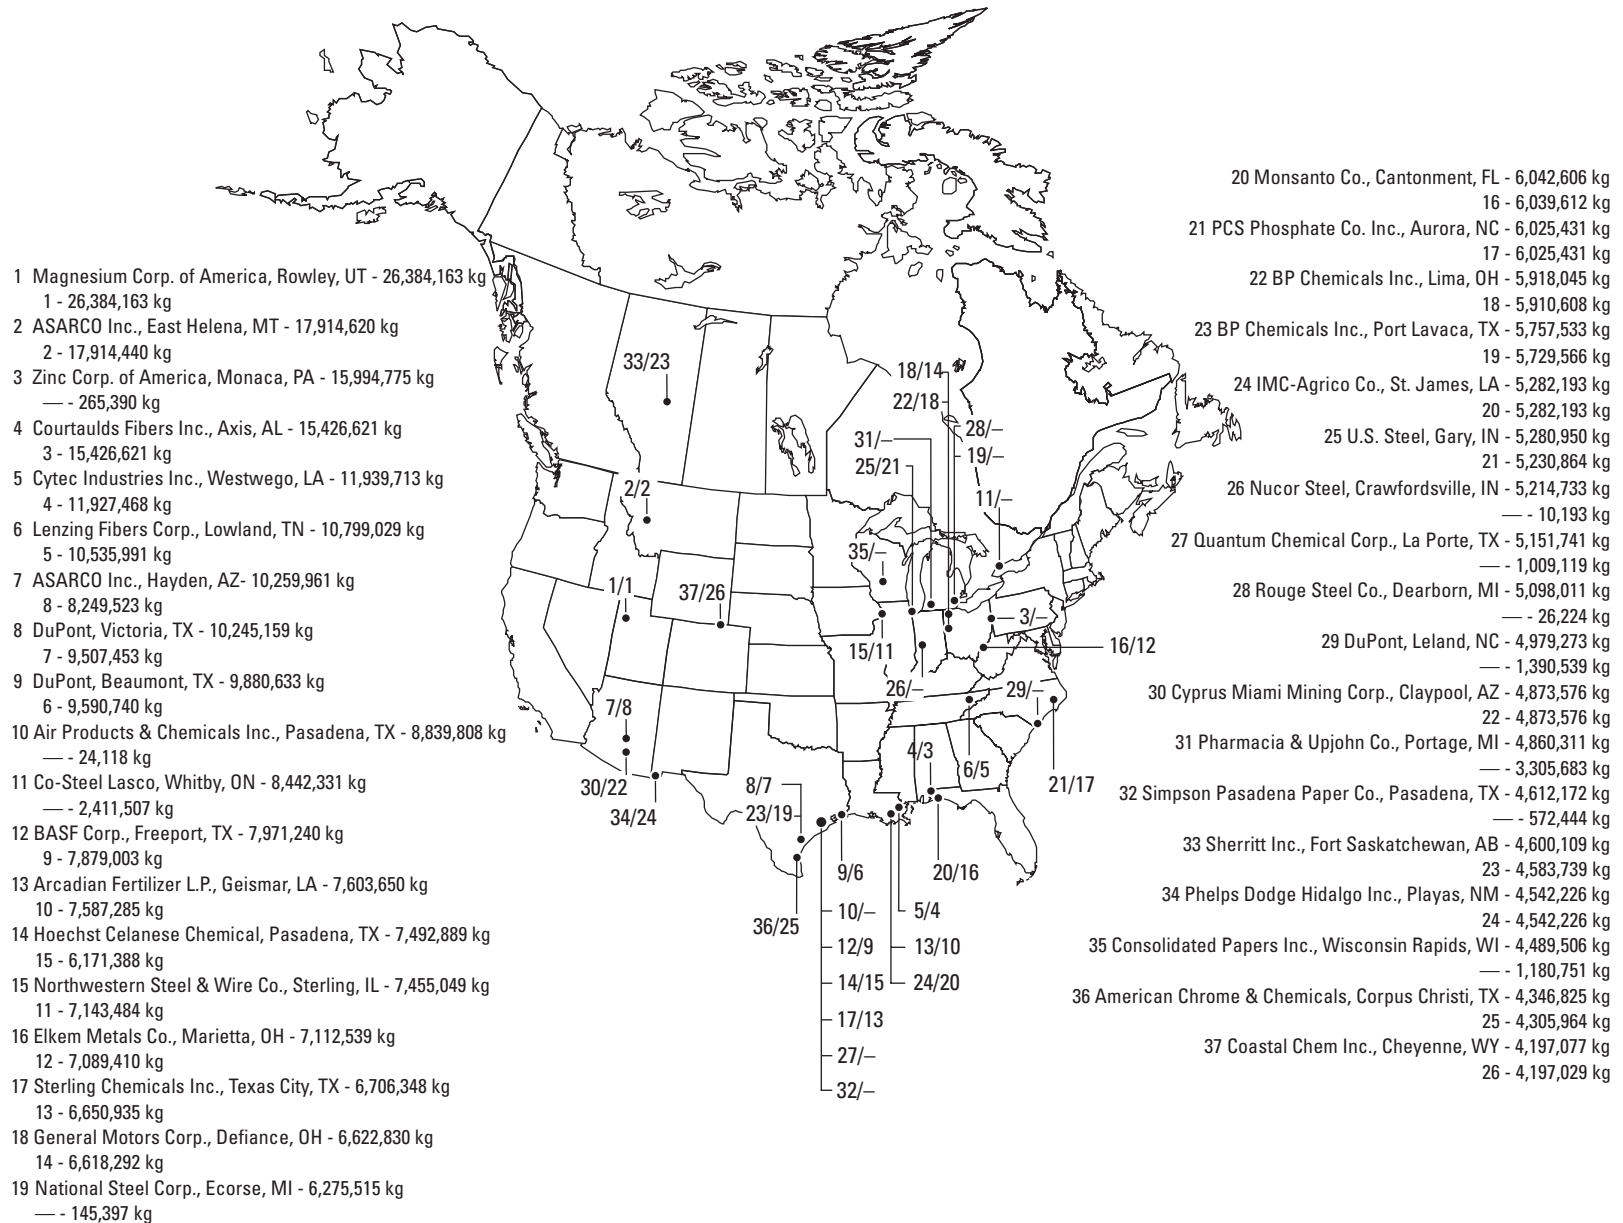 1 Magnesium Corp. of America, Rowley, UT - 26,384,163 kg
1 - 26,384,163 kg
2 ASARCO Inc., East Helena, MT - 17,914,620 kg
2 - 17,914,440 kg
3 Zinc Corp. of America, Monaca, PA - 15,994,775 kg
— - 265,390 kg
4 Courtaulds Fibers Inc., Axis, AL - 15,426,621 kg
3 - 15,426,621 kg
5 Cytec Industries Inc., Westwego, LA - 11,939,713 kg
4 - 11,927,468 kg
6 Lenzing Fibers Corp., Lowland, TN - 10,799,029 kg
5 - 10,535,991 kg
7 ASARCO Inc., Hayden, AZ- 10,259,961 kg
8 - 8,249,523 kg
8 DuPont, Victoria, TX - 10,245,159 kg
7 - 9,507,453 kg
9 DuPont, Beaumont, TX - 9,880,633 kg
6 - 9,590,740 kg
10 Air Products & Chemicals Inc., Pasadena, TX - 8,839,808 kg
— - 24,118 kg
11 Co-Steel Lasco, Whitby, ON - 8,442,331 kg
— - 2,411,507 kg
12 BASF Corp., Freeport, TX - 7,971,240 kg
9 - 7,879,003 kg
13 Arcadian Fertilizer L.P., Geismar, LA - 7,603,650 kg
10 - 7,587,285 kg
14 Hoechst Celanese Chemical, Pasadena, TX - 7,492,889 kg
15 - 6,171,388 kg
15 Northwestern Steel & Wire Co., Sterling, IL - 7,455,049 kg
11 - 7,143,484 kg
16 Elkem Metals Co., Marietta, OH - 7,112,539 kg
12 - 7,089,410 kg
17 Sterling Chemicals Inc., Texas City, TX - 6,706,348 kg
13 - 6,650,935 kg
18 General Motors Corp., Defiance, OH - 6,622,830 kg
14 - 6,618,292 kg
19 National Steel Corp., Ecorse, MI - 6,275,515 kg
— - 145,397 kg
33/23
18/14
22/18
28/–
31/–
19/–
25/21
2/2
11/–
35/–
1/1
37/26
3/–
16/12
15/11
26/–
29/–
7/8
4/3
6/5
21/17
30/22
34/24
8/7
23/19
9/6
20/16
36/25
10/–
5/4
12/9
13/10
14/15
24/20
17/13
27/–
32/–
20 Monsanto Co., Cantonment, FL - 6,042,606 kg
16 - 6,039,612 kg
21 PCS Phosphate Co. Inc., Aurora, NC - 6,025,431 kg
17 - 6,025,431 kg
22 BP Chemicals Inc., Lima, OH - 5,918,045 kg
18 - 5,910,608 kg
23 BP Chemicals Inc., Port Lavaca, TX - 5,757,533 kg
19 - 5,729,566 kg
24 IMC-Agrico Co., St. James, LA - 5,282,193 kg
20 - 5,282,193 kg
25 U.S. Steel, Gary, IN - 5,280,950 kg
21 - 5,230,864 kg
26 Nucor Steel, Crawfordsville, IN - 5,214,733 kg
— - 10,193 kg
27 Quantum Chemical Corp., La Porte, TX - 5,151,741 kg
— - 1,009,119 kg
28 Rouge Steel Co., Dearborn, MI - 5,098,011 kg
— - 26,224 kg
29 DuPont, Leland, NC - 4,979,273 kg
— - 1,390,539 kg
30 Cyprus Miami Mining Corp., Claypool, AZ - 4,873,576 kg
22 - 4,873,576 kg
31 Pharmacia & Upjohn Co., Portage, MI - 4,860,311 kg
— - 3,305,683 kg
32 Simpson Pasadena Paper Co., Pasadena, TX - 4,612,172 kg
— - 572,444 kg
33 Sherritt Inc., Fort Saskatchewan, AB - 4,600,109 kg
23 - 4,583,739 kg
34 Phelps Dodge Hidalgo Inc., Playas, NM - 4,542,226 kg
24 - 4,542,226 kg
35 Consolidated Papers Inc., Wisconsin Rapids, WI - 4,489,506 kg
— - 1,180,751 kg
36 American Chrome & Chemicals, Corpus Christi, TX - 4,346,825 kg
25 - 4,305,964 kg
37 Coastal Chem Inc., Cheyenne, WY - 4,197,077 kg
26 - 4,197,029 kg